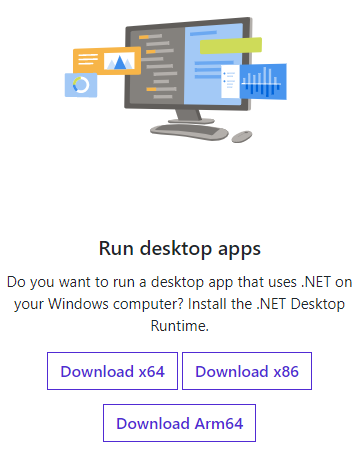 Run desktop apps
Do you want to run a desktop app that uses .NET on
your Windows computer? Install the .NET Desktop
Runtime.
Download x64
Download x86
Download Arm64